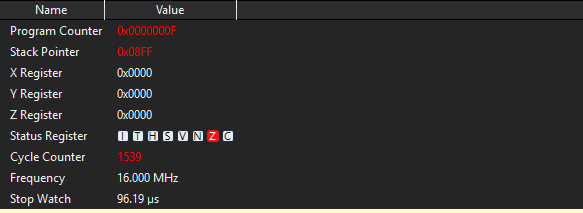 Name Value
Program Counter 0x0000000F
Stack Pointer 0x08FF
X Register 0x0000
Y Register 0x0000
Z Register 0x0000
Status Register I T H S V N Z C
Cycle Counter 1539
Frequency 16.000 MHz
Stop Watch 96.19 µs